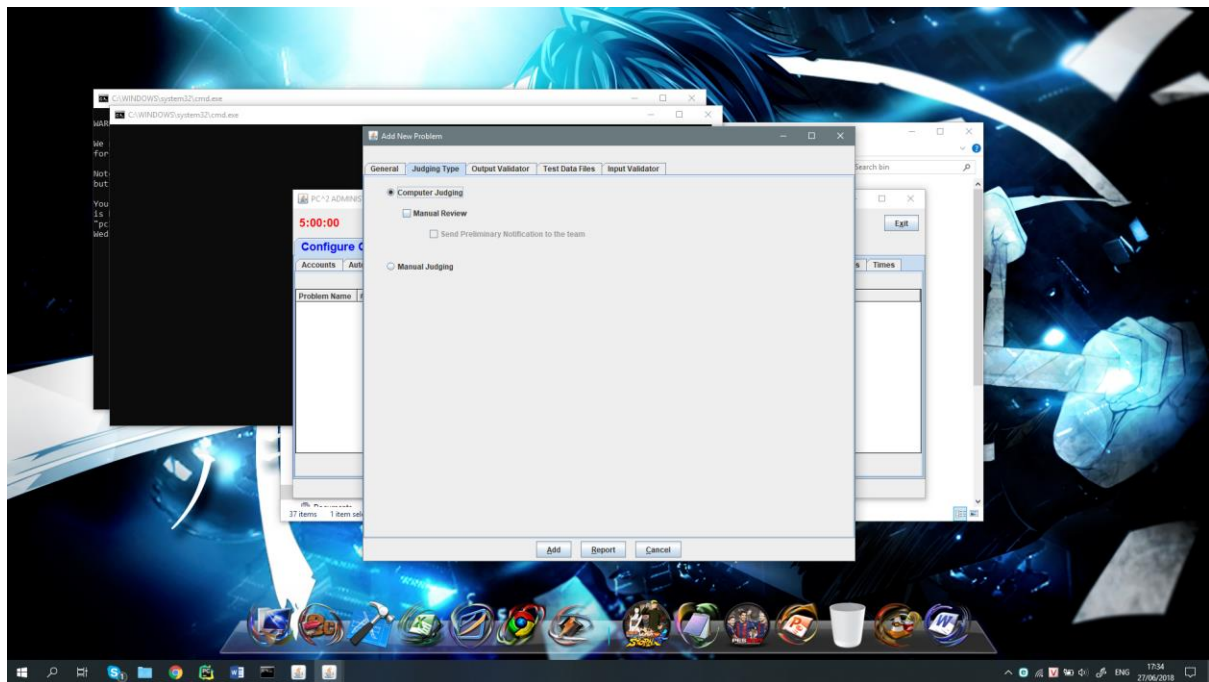 C:\WINDOWS\system32\cmd.exe
C:\WINDOWS\system32\cmd.exe
WAR
We
for
Not
but
You
is
"pc
Wed
Add New Problem
General Judging Type Output Validator Test Data Files Input Validator
Computer Judging
Manual Review
Send Preliminary Notification to the team
Manual Judging
Add Report Cancel
Search bin
PC^2 ADMINIS
5:00:00
Exit
Configure C
Accounts Aut
s Times
Problem Name
37 items 1 item sel
ENG
17:34
27/06/2018